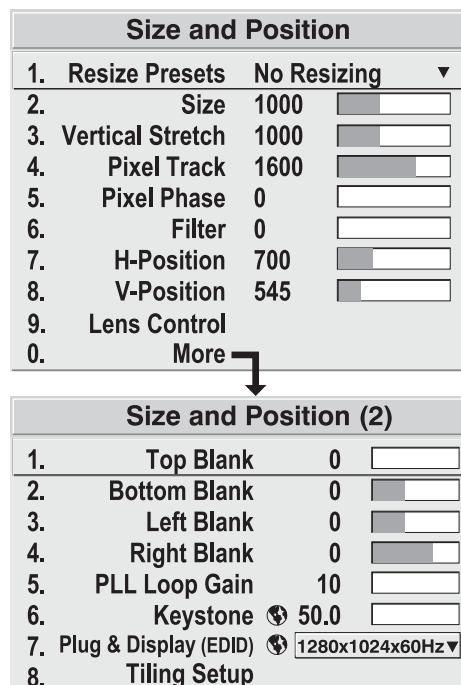 Size and Position
1. Resize Presets No Resizing ▼
2. Size 1000
3. Vertical Stretch 1000
4. Pixel Track 1600
5. Pixel Phase 0
6. Filter 0
7. H-Position 700
8. V-Position 545
9. Lens Control
0. More
Size and Position (2)
1. Top Blank 0
2. Bottom Blank 0
3. Left Blank 0
4. Right Blank 0
5. PLL Loop Gain 10
6. Keystone 50.0
7. Plug & Display (EDID) 1280x1024x60Hz▼
8. Tiling Setup